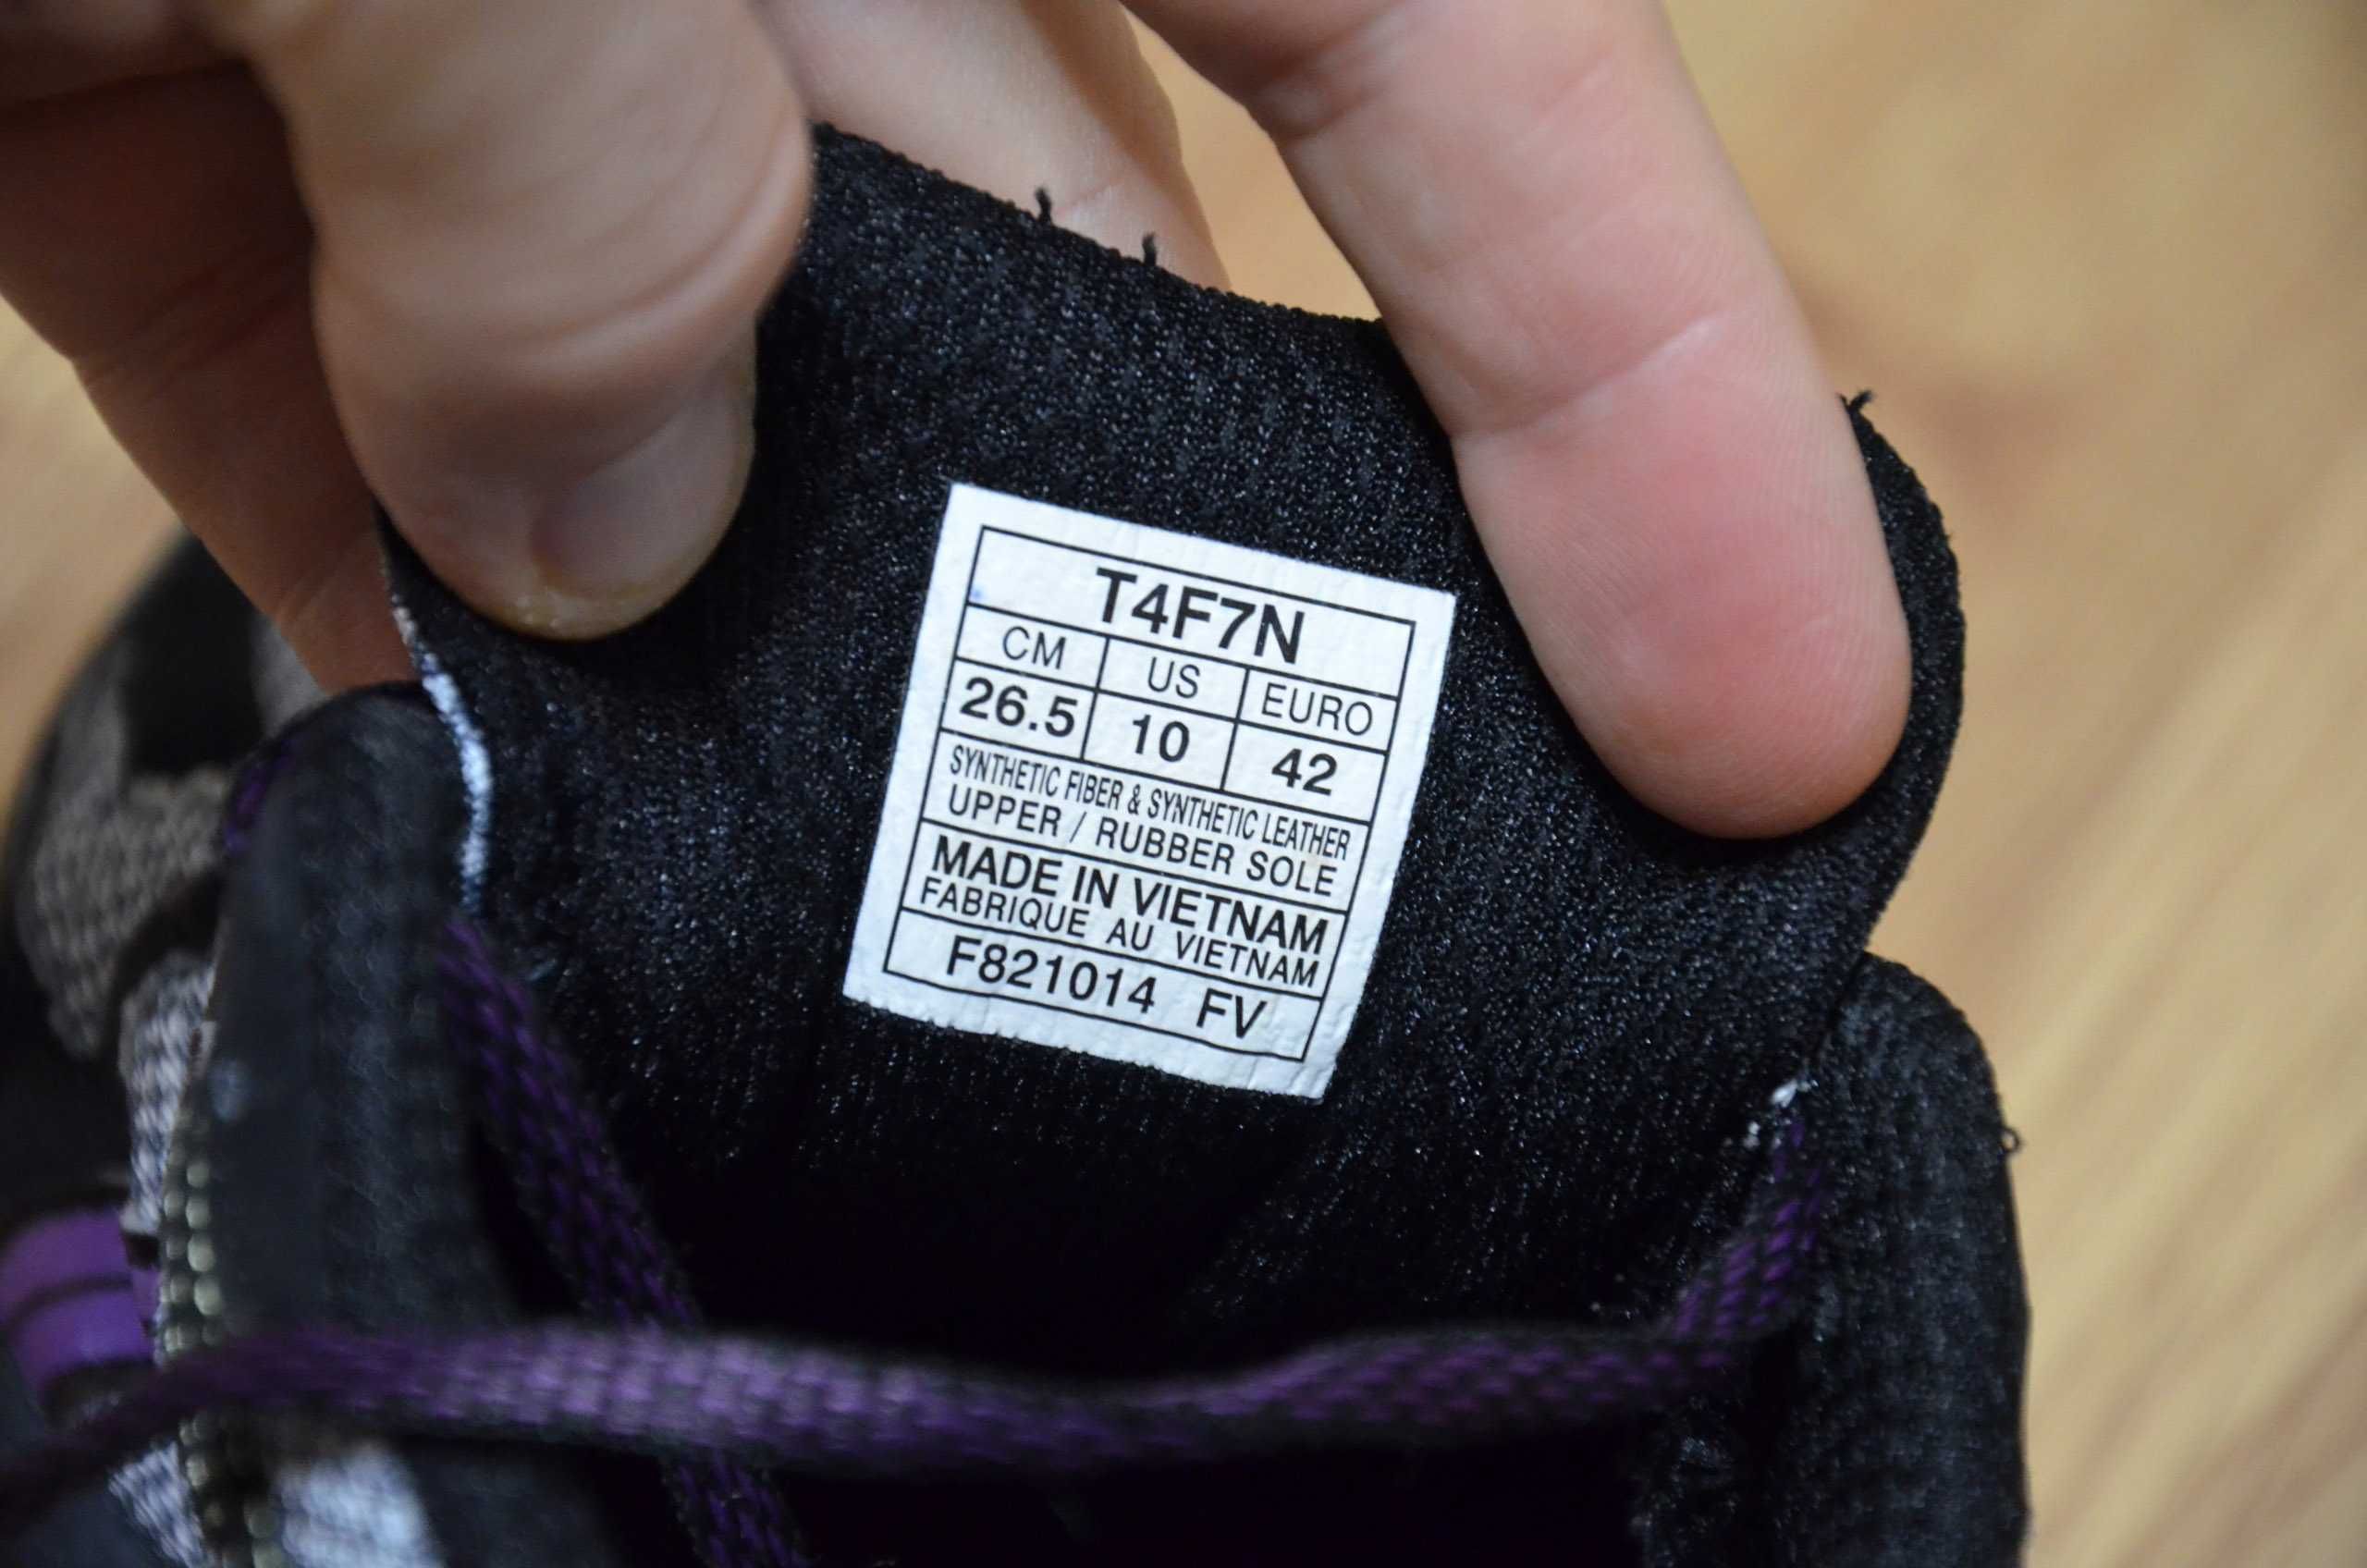 T4F7N
CM US EURO
26.5 10 42
SYNTHETIC FIBER & SYNTHETIC LEATHER
UPPER / RUBBER SOLE
MADE IN VIETNAM
FABRIQUE AU VIETNAM
F821014 FV